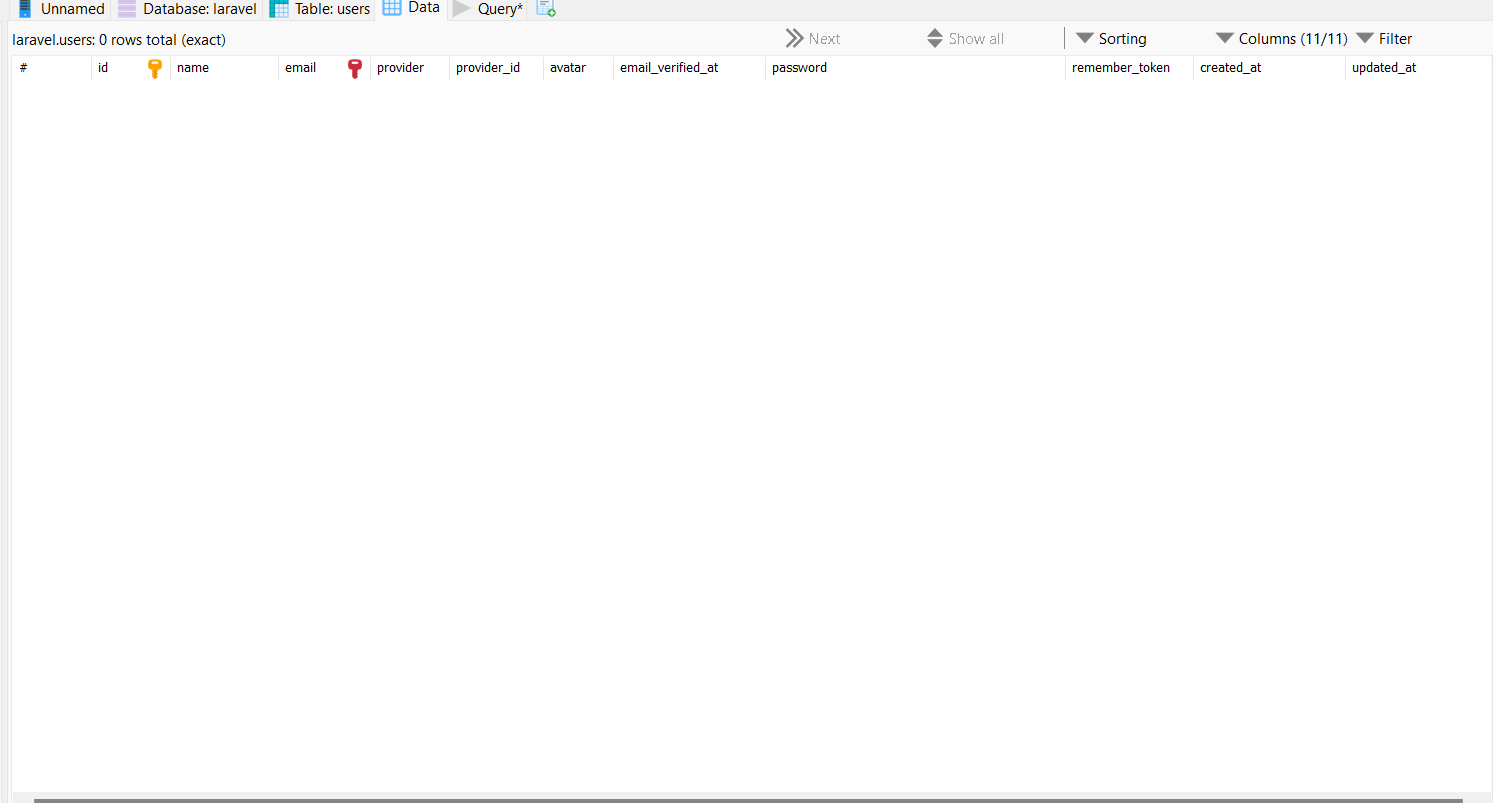 Unnamed Database: laravel Table: users Data Query*
laravel.users: 0 rows total (exact) Next Show all Sorting Columns (11/11) Filter
# id name email provider provider_id avatar email_verified_at password remember_token created_at updated_at